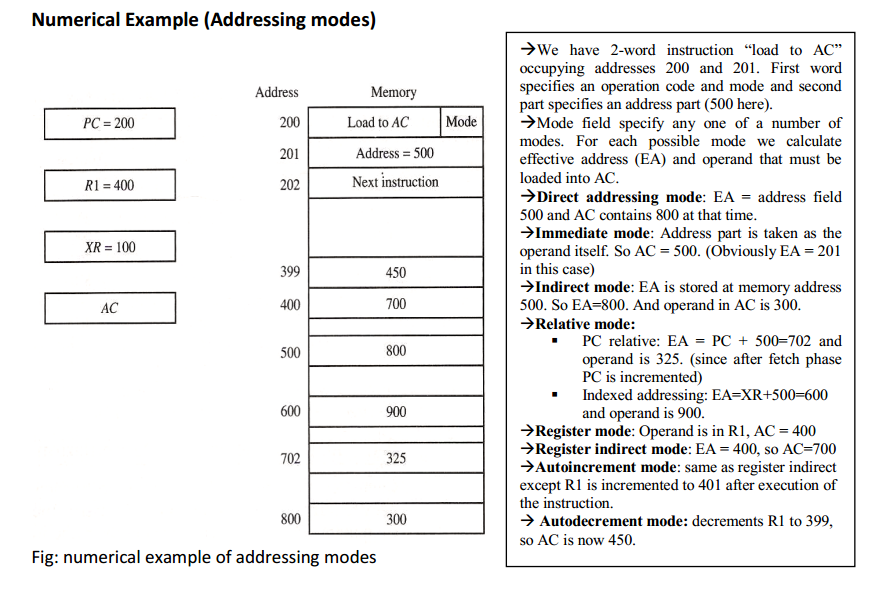 Numerical Example (Addressing modes)
PC = 200
R1 = 400
XR = 100
AC
Address Memory
200 Load to AC Mode
201 Address = 500
202 Next instruction
399 450
400 700
500 800
600 900
702 325
800 300
Fig: numerical example of addressing modes
→We have 2-word instruction “load to AC”
occupying addresses 200 and 201. First word
specifies an operation code and mode and second
part specifies an address part (500 here).
→Mode field specify any one of a number of
modes. For each possible mode we calculate
effective address (EA) and operand that must be
loaded into AC.
→Direct addressing mode: EA = address field
500 and AC contains 800 at that time.
→Immediate mode: Address part is taken as the
operand itself. So AC = 500. (Obviously EA = 201
in this case)
→Indirect mode: EA is stored at memory address
500. So EA=800. And operand in AC is 300.
→Relative mode:
▪ PC relative: EA = PC + 500=702 and
operand is 325. (since after fetch phase
PC is incremented)
▪ Indexed addressing: EA=XR+500=600
and operand is 900.
→Register mode: Operand is in R1, AC = 400
→Register indirect mode: EA = 400, so AC=700
→Autoincrement mode: same as register indirect
except R1 is incremented to 401 after execution of
the instruction.
→ Autodecrement mode: decrements R1 to 399,
so AC is now 450.